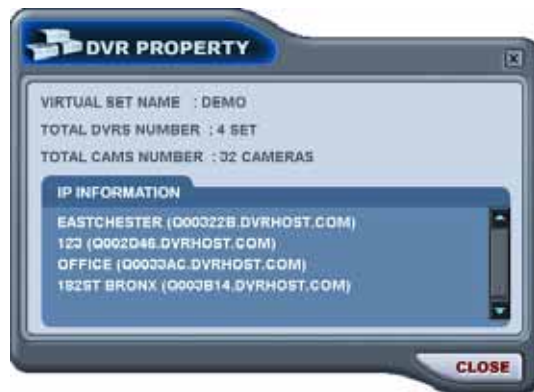 DVR PROPERTY
VIRTUAL SET NAME : DEMO
TOTAL DVRS NUMBER : 4 SET
TOTAL CAMS NUMBER : 32 CAMERAS
IP INFORMATION
EASTCHESTER (Q00322B.DVRHOST.COM)
123 (Q002D46.DVRHOST.COM)
OFFICE (Q0033AC.DVRHOST.COM)
182ST BRONX (Q003B14.DVRHOST.COM)
CLOSE